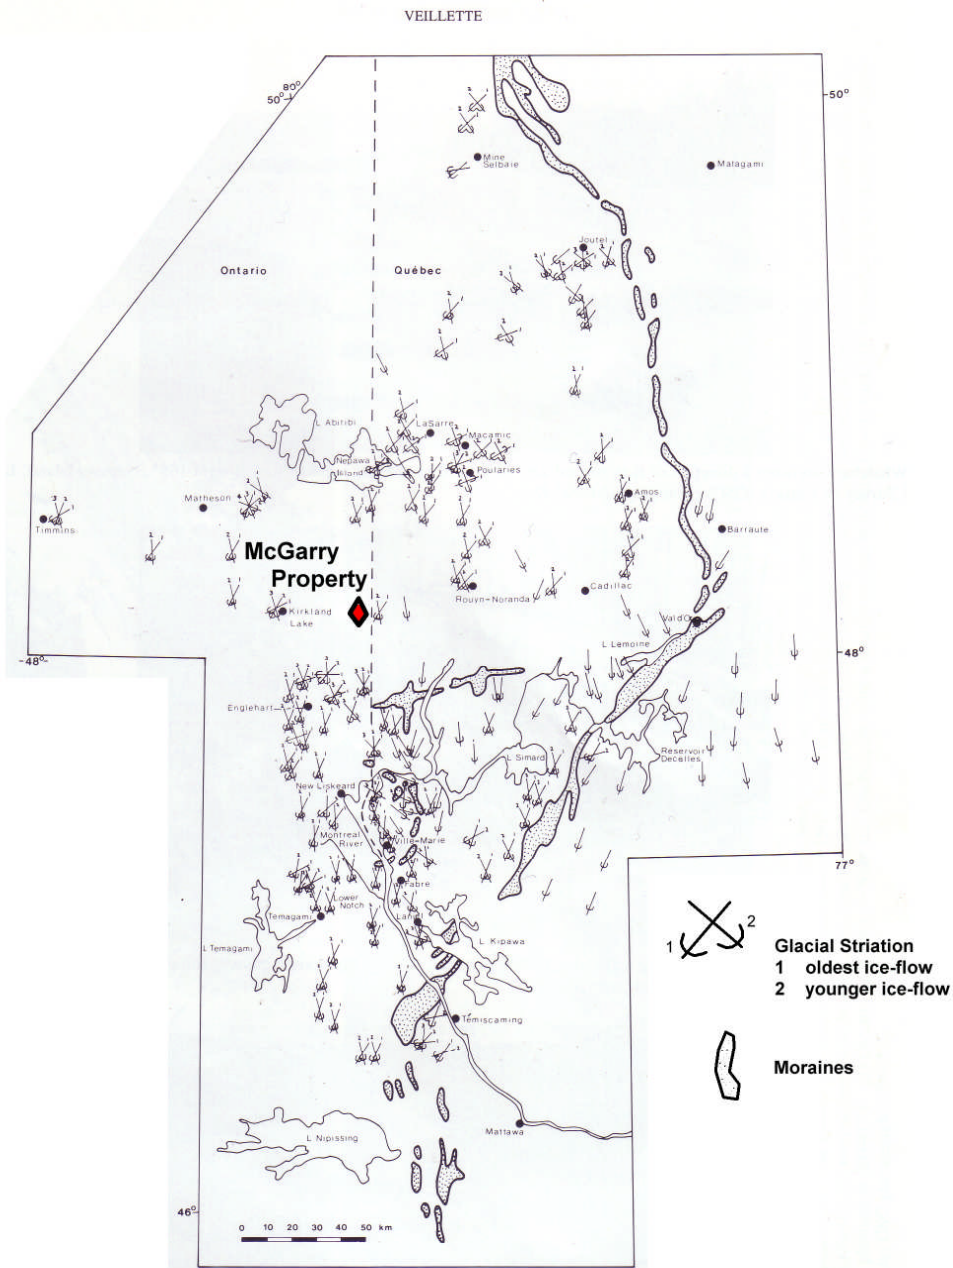 VEILLETTE
80°
50°
50°
Mine
Selbaie
Matagami
Joutel
Ontario
Québec
L Abitibi
LaSarre
Macamic
Nepawa
Island
Poularies
Matheson
Amos
Timmins
Barraute
McGarry
Property
Rouyn-Noranda
Cadillac
Kirkland
Lake
Val d'O
L Lemoine
48°
48°
Englehart
Reservoir
Decelles
L Simard
New Liskeard
Montreal
River
Ville-Marie
77°
Fabre
Lower
Notch
Temagami
Laniel
L Temagami
L Kipawa
1
2
Glacial Striation
1 oldest ice-flow
2 younger ice-flow
Témiscaming
Moraines
Mattawa
L Nipissing
46°
0 10 20 30 40 50 km